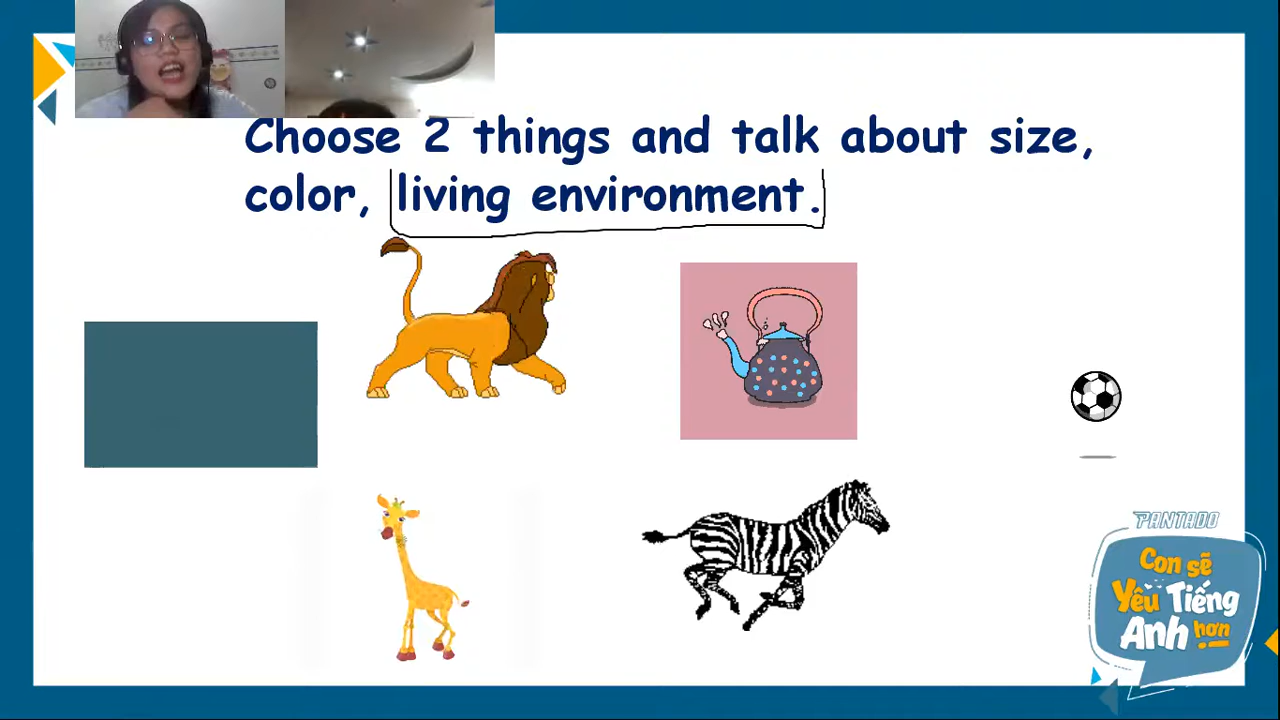 Choose 2 things and talk about size,
color, living environment.
PANTADO
Con sẽ
Yêu Tiếng
Anh hơn